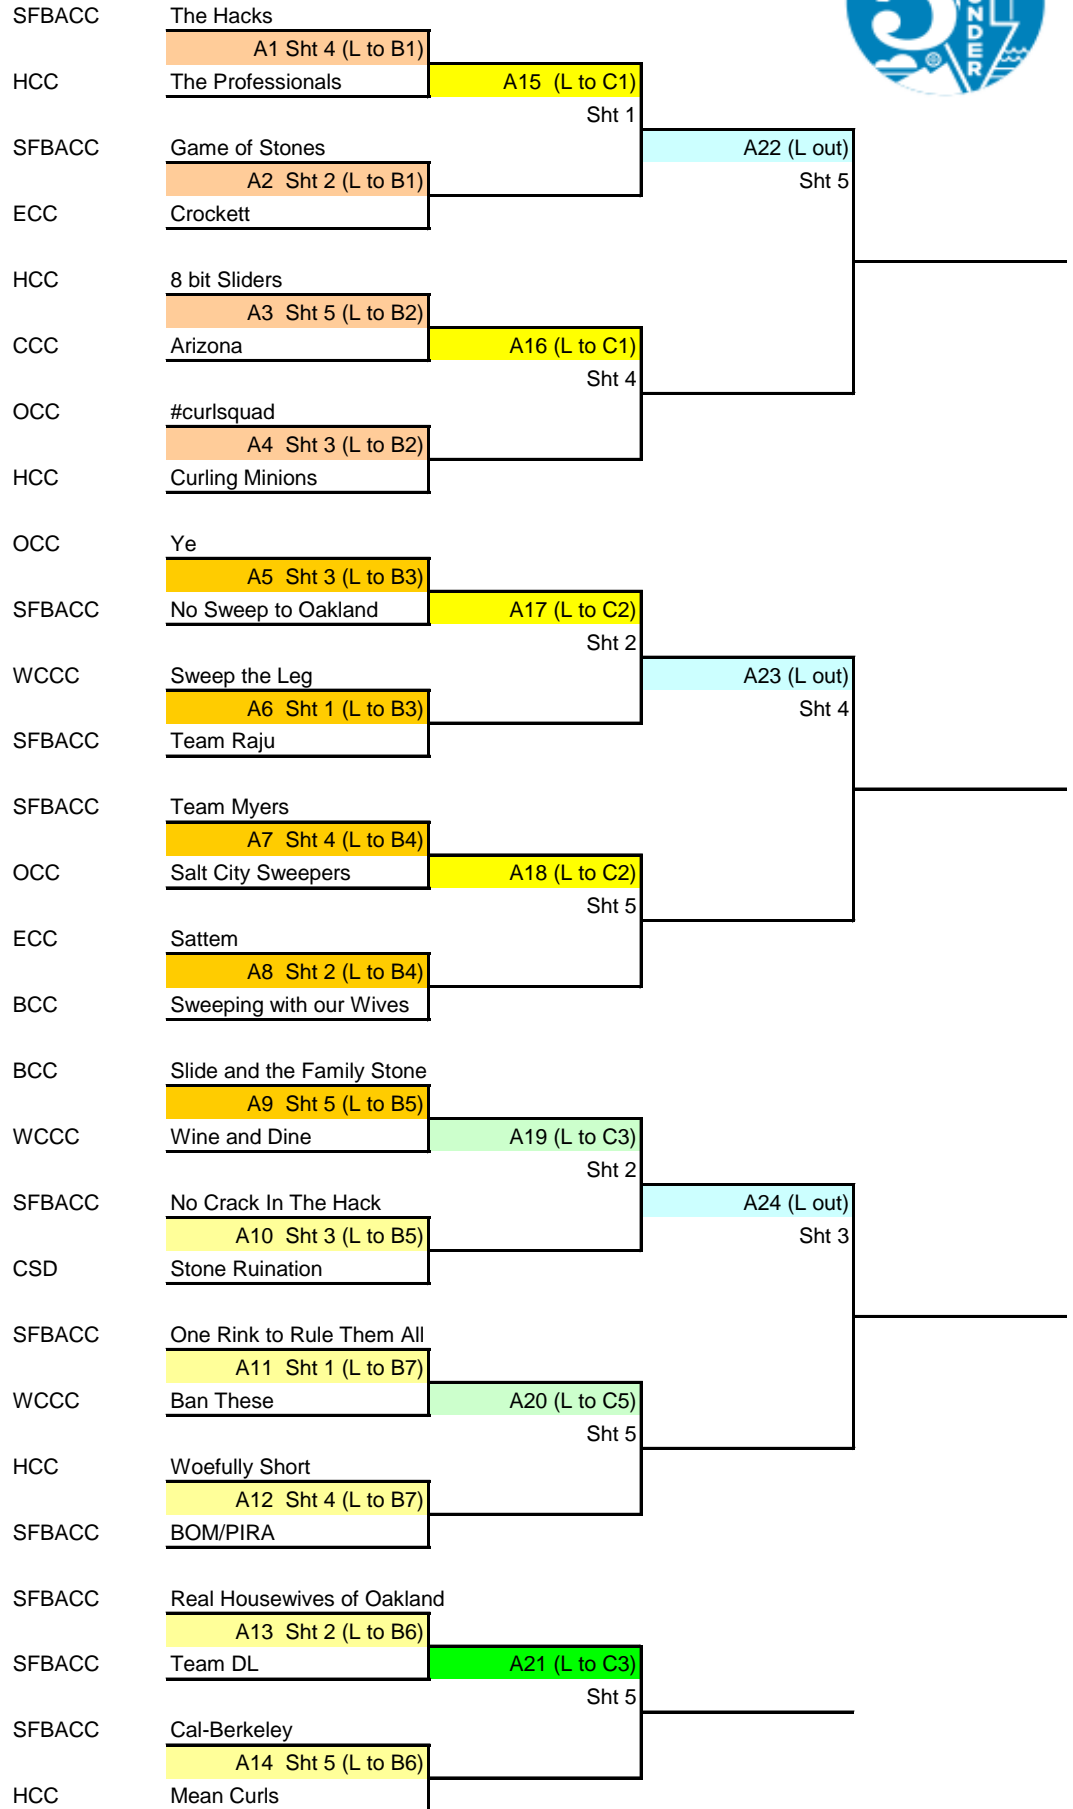 SFBACC The Hacks
A1 Sht 4 (L to B1)
HCC The Professionals A15 (L to C1)
Sht 1
SFBACC Game of Stones A22 (L out)
A2 Sht 2 (L to B1) Sht 5
ECC Crockett
HCC 8 bit Sliders
A3 Sht 5 (L to B2)
CCC Arizona A16 (L to C1)
Sht 4
OCC #curlsquad
A4 Sht 3 (L to B2)
HCC Curling Minions
OCC Ye
A5 Sht 3 (L to B3)
SFBACC No Sweep to Oakland A17 (L to C2)
Sht 2
WCCC Sweep the Leg A23 (L out)
A6 Sht 1 (L to B3) Sht 4
SFBACC Team Raju
SFBACC Team Myers
A7 Sht 4 (L to B4)
OCC Salt City Sweepers A18 (L to C2)
Sht 5
ECC Sattem
A8 Sht 2 (L to B4)
BCC Sweeping with our Wives
BCC Slide and the Family Stone
A9 Sht 5 (L to B5)
WCCC Wine and Dine A19 (L to C3)
Sht 2
SFBACC No Crack In The Hack A24 (L out)
A10 Sht 3 (L to B5) Sht 3
CSD Stone Ruination
SFBACC One Rink to Rule Them All
A11 Sht 1 (L to B7)
WCCC Ban These A20 (L to C5)
Sht 5
HCC Woefully Short
A12 Sht 4 (L to B7)
SFBACC BOM/PIRA
SFBACC Real Housewives of Oakland
A13 Sht 2 (L to B6)
SFBACC Team DL A21 (L to C3)
Sht 5
SFBACC Cal-Berkeley
A14 Sht 5 (L to B6)
HCC Mean Curls